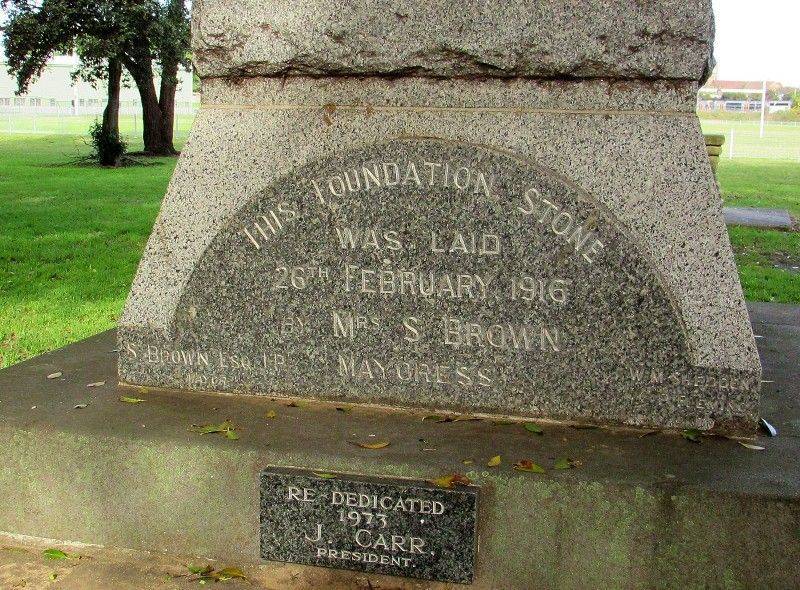 THIS FOUNDATION STONE
WAS LAID
26TH FEBRUARY 1916
BY MRS S BROWN
MAYORESS
S. BROWN ESQ. J.P.
MAYOR
RE-DEDICATED
1973
J. CARR.
PRESIDENT.